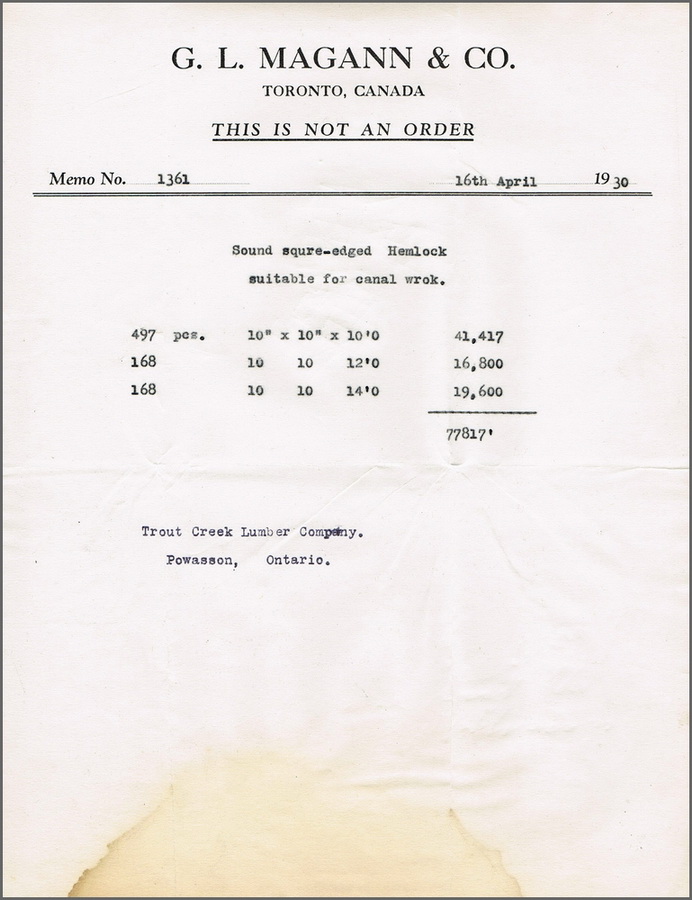 G. L. MAGANN & CO.
TORONTO, CANADA
THIS IS NOT AN ORDER
Memo No. 1361 16th April 1930
Sound squre-edged Hemlock
suitable for canal wrok.
497 pcs. 10" x 10" x 10'0 41,417
168 10 10 12'0 16,800
168 10 10 14'0 19,600
77817'
Trout Creek Lumber Company.
Powasson, Ontario.